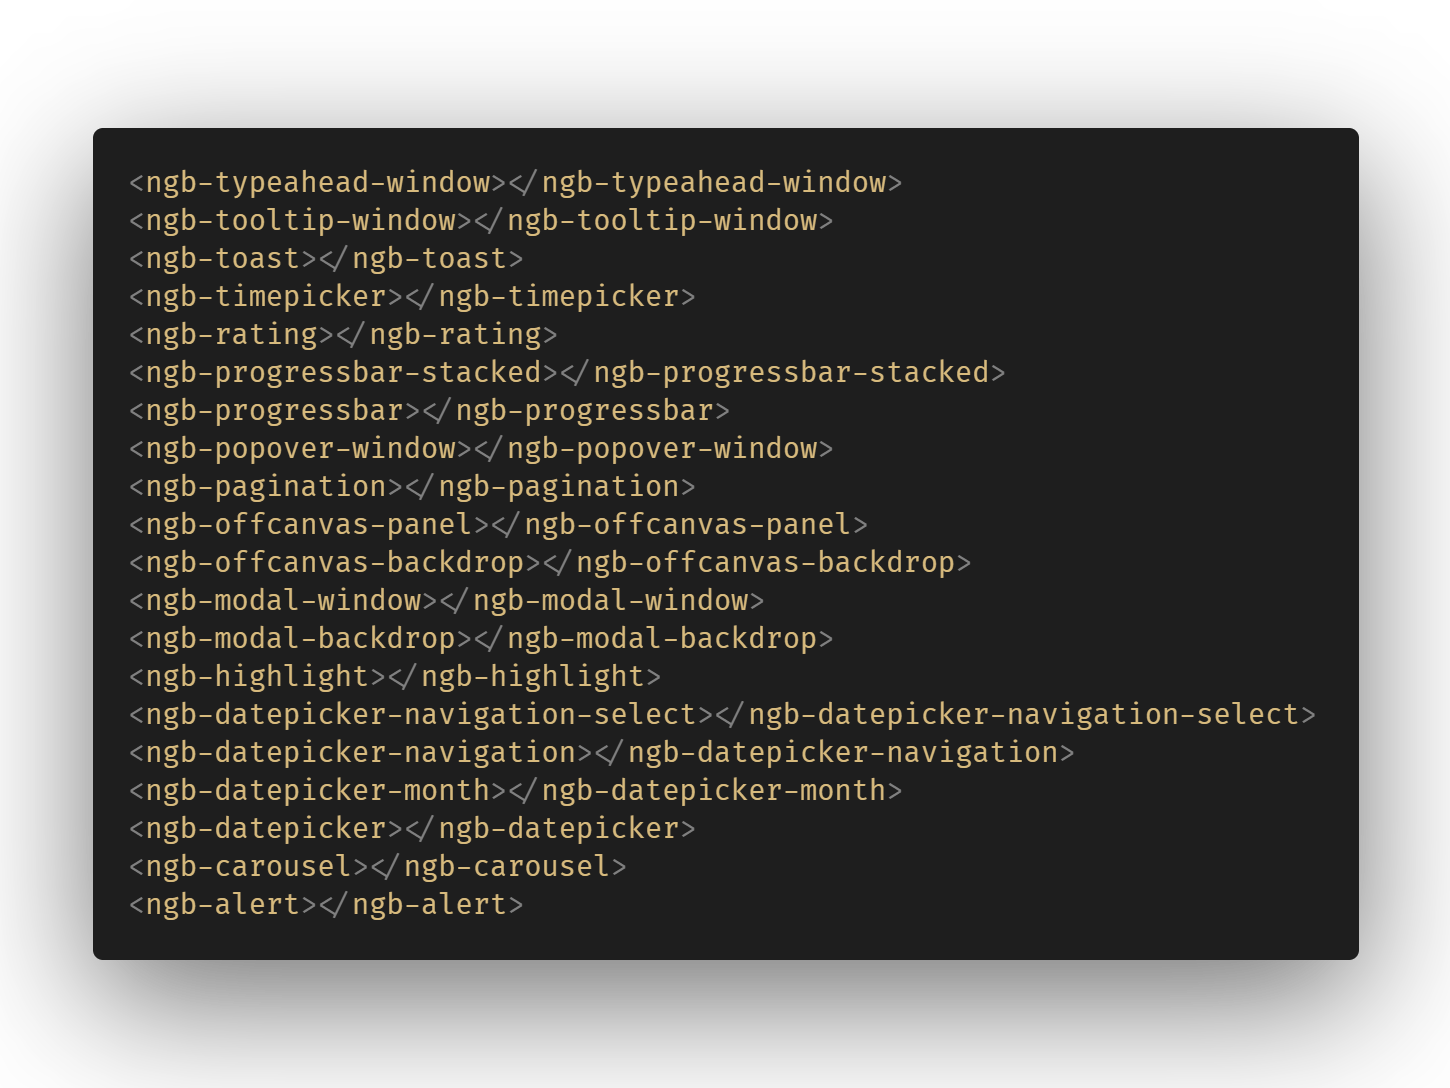 <ngb-typeahead-window></ngb-typeahead-window>
<ngb-tooltip-window></ngb-tooltip-window>
<ngb-toast></ngb-toast>
<ngb-timepicker></ngb-timepicker>
<ngb-rating></ngb-rating>
<ngb-progressbar-stacked></ngb-progressbar-stacked>
<ngb-progressbar></ngb-progressbar>
<ngb-popover-window></ngb-popover-window>
<ngb-pagination></ngb-pagination>
<ngb-offcanvas-panel></ngb-offcanvas-panel>
<ngb-offcanvas-backdrop></ngb-offcanvas-backdrop>
<ngb-modal-window></ngb-modal-window>
<ngb-modal-backdrop></ngb-modal-backdrop>
<ngb-highlight></ngb-highlight>
<ngb-datepicker-navigation-select></ngb-datepicker-navigation-select>
<ngb-datepicker-navigation></ngb-datepicker-navigation>
<ngb-datepicker-month></ngb-datepicker-month>
<ngb-datepicker></ngb-datepicker>
<ngb-carousel></ngb-carousel>
<ngb-alert></ngb-alert>